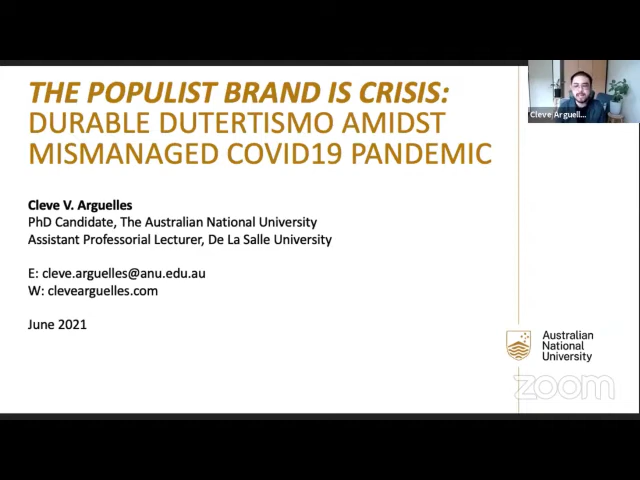 THE POPULIST BRAND IS CRISIS:
DURABLE DUTERTISMO AMIDST
MISMANAGED COVID19 PANDEMIC
Cleve V. Arguelles
PhD Candidate, The Australian National University
Assistant Professorial Lecturer, De La Salle University
E: cleve.arguelles@anu.edu.au
W: clevearguelles.com
June 2021
Cleve Arguell...
Australian
National
University
zoom